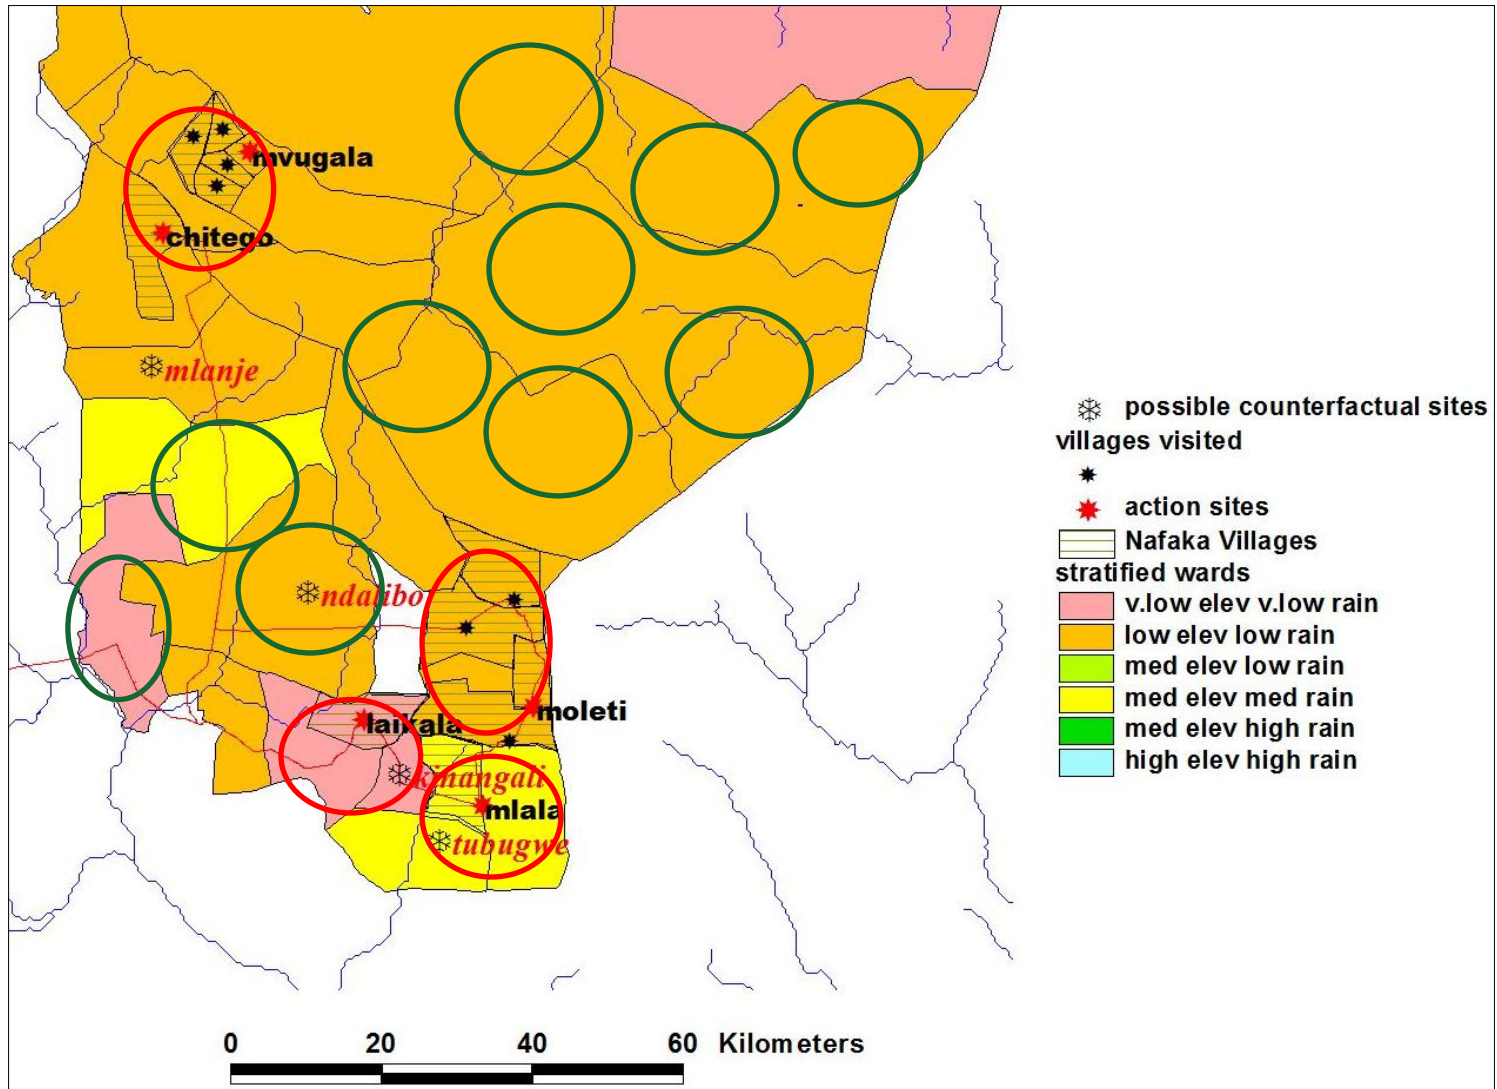 mvugala
chitego
mlanje
ndalibo
moleti
laikala
kinangali
mlala
tubugwe
possible counterfactual sites
villages visited
action sites
Nafaka Villages
stratified wards
v.low elev v.low rain
low elev low rain
med elev low rain
med elev med rain
med elev high rain
high elev high rain
0 20 40 60 Kilometers